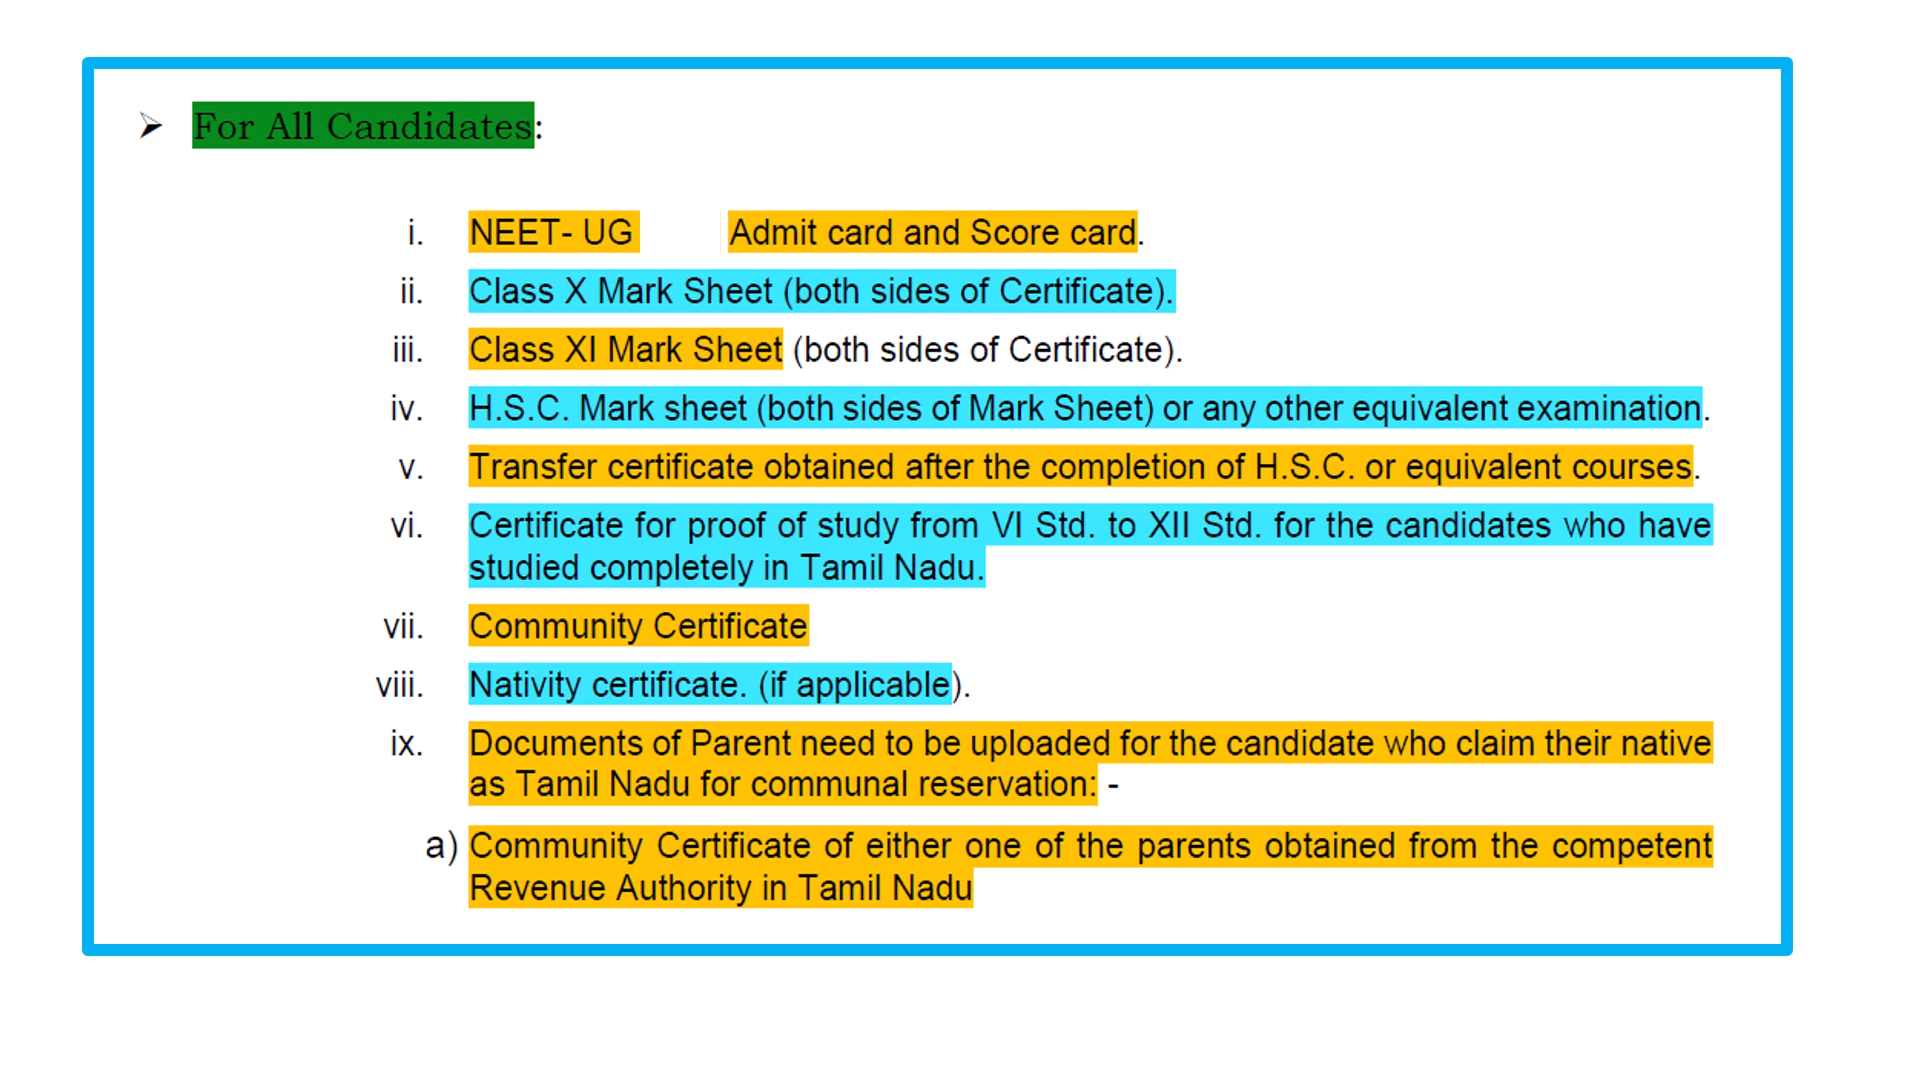 ➢ For All Candidates:
i. NEET- UG Admit card and Score card.
ii. Class X Mark Sheet (both sides of Certificate).
iii. Class XI Mark Sheet (both sides of Certificate).
iv. H.S.C. Mark sheet (both sides of Mark Sheet) or any other equivalent examination.
v. Transfer certificate obtained after the completion of H.S.C. or equivalent courses.
vi. Certificate for proof of study from VI Std. to XII Std. for the candidates who have
studied completely in Tamil Nadu.
vii. Community Certificate
viii. Nativity certificate. (if applicable).
ix. Documents of Parent need to be uploaded for the candidate who claim their native
as Tamil Nadu for communal reservation: -
a) Community Certificate of either one of the parents obtained from the competent
Revenue Authority in Tamil Nadu